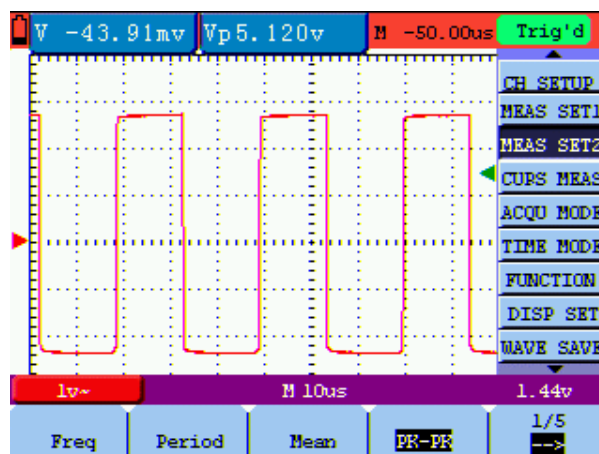 V -43.91mv Vp5.120v M -50.00us Trig'd
CH SETUP
MEAS SET1
MEAS SET2
CUPS MEAS
ACQU MODE
TIME MODE
FUNCTION
DISP SET
WAVE SAVE
1v~ M 10us 1.44v
Freq Period Mean PK-PK 1/5
-->